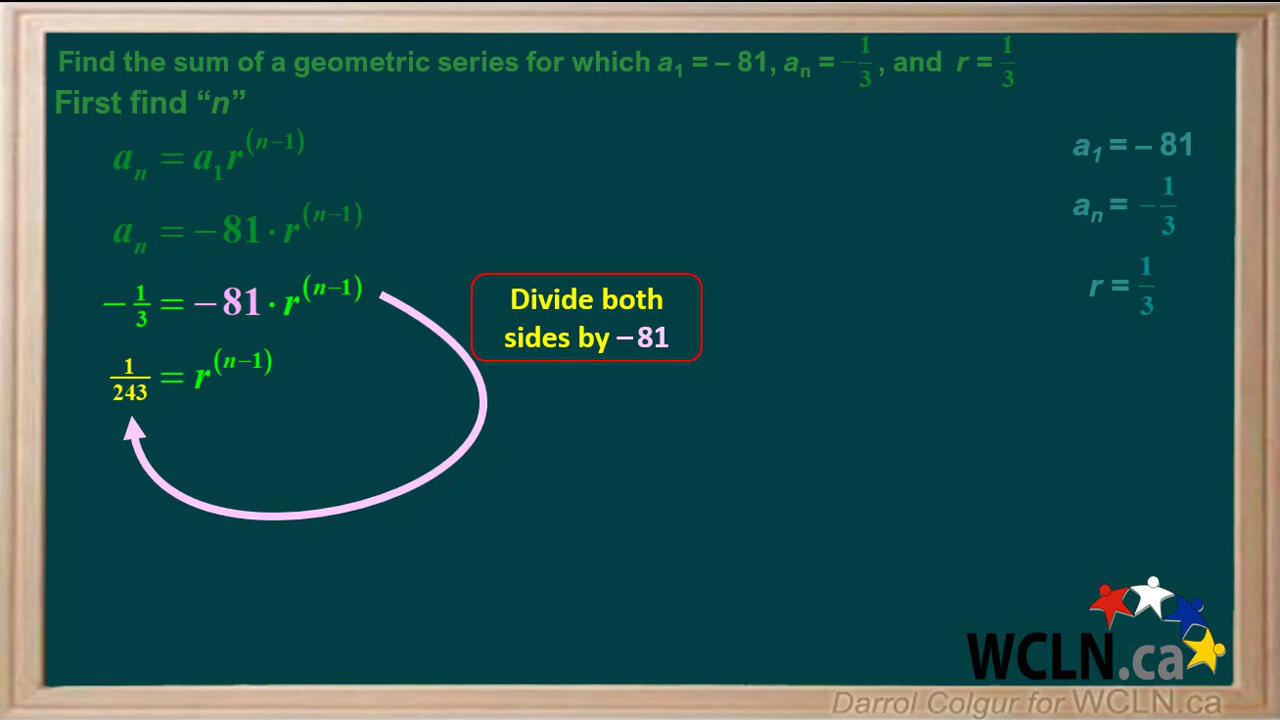 Find the sum of a geometric series for which a₁ = – 81, aₙ = –1/3, and r = 1/3
First find “n”
aₙ = a₁r⁽ⁿ⁻¹⁾
aₙ = –81 · r⁽ⁿ⁻¹⁾
–1/3 = –81 · r⁽ⁿ⁻¹⁾
1/243 = r⁽ⁿ⁻¹⁾
Divide both
sides by –81
a₁ = – 81
aₙ = –1/3
r = 1/3
WCLN.ca
Darrol Colgur for WCLN.ca